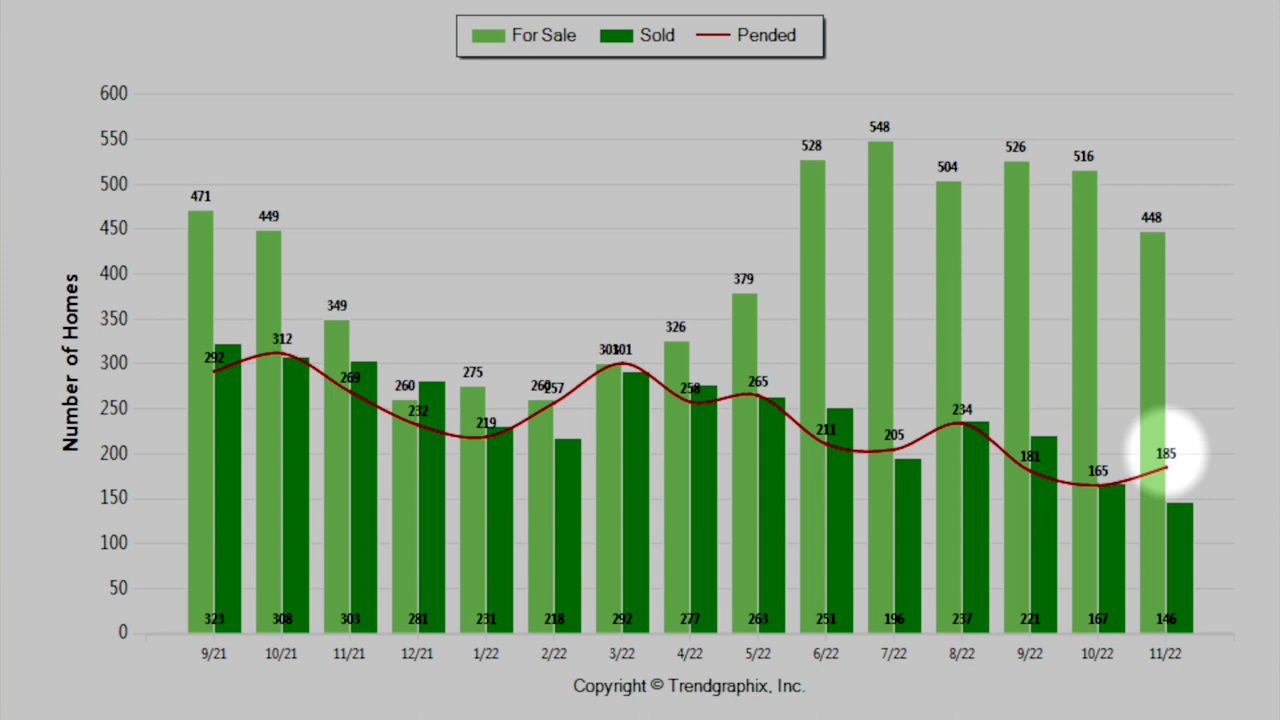 For Sale Sold Pended
Number of Homes
600
550
500
450
400
350
300
250
200
150
100
50
0
471 449 349 260 275 260 326 379 528 548 504 526 516 448
292 312 269 232 219 257 301 258 265 211 205 234 181 165 185
323 308 303 281 231 218 292 277 263 251 196 237 221 167 146
9/21 10/21 11/21 12/21 1/22 2/22 3/22 4/22 5/22 6/22 7/22 8/22 9/22 10/22 11/22
Copyright © Trendgraphix, Inc.